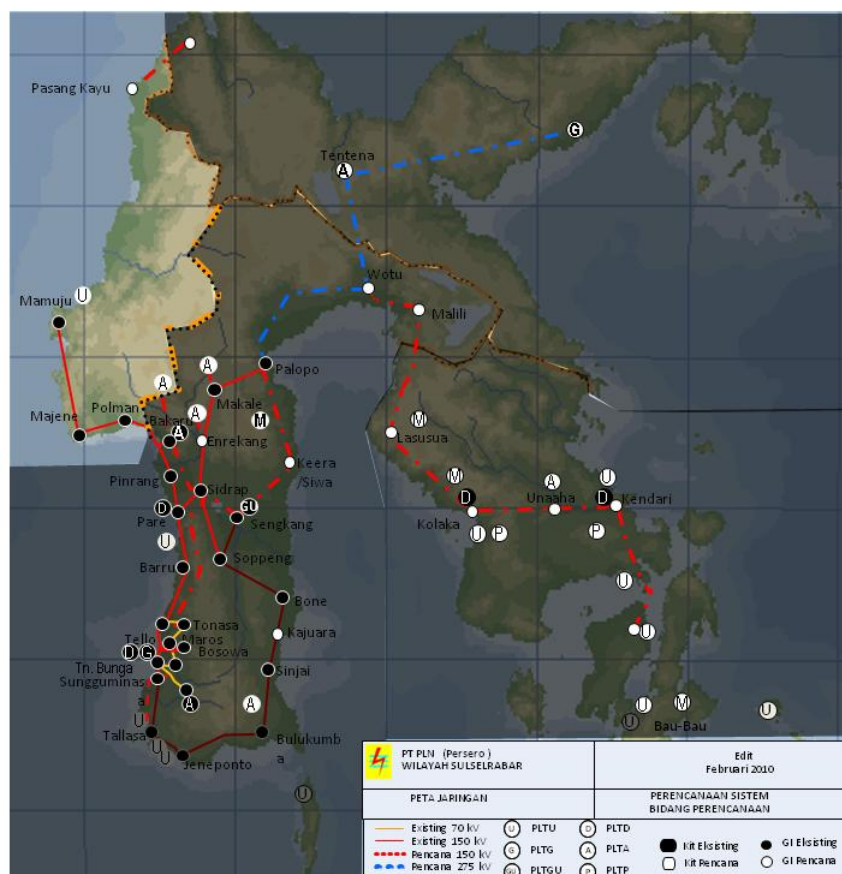 Pasang Kayu
G
Tentena
A
Wotu
Mamuju
U
Malili
A
A
Palopo
Makale
Polman
Bakaru
A
M
M
Majene
A
Enrekang
Lasusua
Keera
/Siwa
Pinrang
Sidrap
M
A
U
D
Pare
GU
D
Unaaha
D
Kendari
Sengkang
Kolaka
U
U
P
P
Soppeng
Barru
U
Bone
Tonasa
Kajuara
U
Tello
Maros
D
G
Bosowa
Tn. Bunga
Sinjai
Sungguminas
a
A
A
U
M
U
U
U
Bau-Bau
Tallasa
Bulukumb
a
U
U
Jeneponto
U
PT PLN (Persero )
WILAYAH SULSELRABAR
Edit
Februari 2010
PETA JARINGAN
PERENCANAAN SISTEM
BIDANG PERENCANAAN
Existing 70 kV
U PLTU
D PLTD
Existing 150 kV
G PLTG
A PLTA
Kit Eksisting
GI Eksisting
Rencana 150 kV
Kit Rencana
GI Rencana
Rencana 275 kV
GU PLTGU
P PLTP